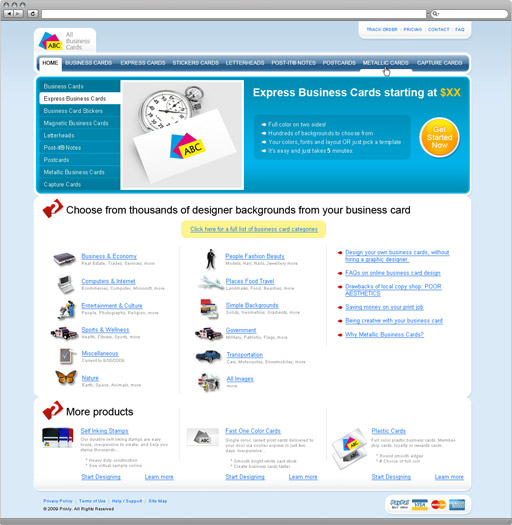 All
Business
Cards
ABC
TRACK ORDER | PRICING | CONTACT | FAQ
HOME BUSINESS CARDS EXPRESS CARDS STICKERS CARDS LETTERHEADS POST-IT® NOTES POSTCARDS METALLIC CARDS CAPTURE CARDS
Business Cards
Express Business Cards
Business Card Stickers
Magnetic Business Cards
Letterheads
Post-it® Notes
Postcards
Metallic Business Cards
Capture Cards
ABC
Express Business Cards starting at $XX
Full color on two sides!
Hundreds of backgrounds to choose from
Your colors, fonts and layout OR just pick a template
It's easy and just takes 5 minutes
Get
Started
Now
Choose from thousands of designer backgrounds from your business card
Click here for a full list of business card categories
Business & Economy
Real Estate, Trades, Services, more
Computers & Internet
Ecommerces, Computer, Microsoft, more
Entertainment & Culture
People, Photography, Religion, more
Sports & Wellness
Health, Fitness, Sports, more
Miscellaneous
Nature
Earth, Space, Animals, more
People Fashion Beauty
Models, Hair, Nails, Jewellery, more
Places Food Travel
Landmarks, Food, Beaches, more
Simple Backgrounds
Solids, Geometric, Gradients, more
Government
Military, Patriotic, Flags, more
Transportation
Cars, Motorcycles, Snowmobiles, more
All Images
more
Design your own business cards, without
hiring a graphic designer
FAQs on online business card design
Drawbacks of local copy shop: POOR
AESTHETICS
Saving money on your print job
Being creative with your business card
Why Metallic Business Cards?
More products
Self Inking Stamps
Our durable self-inking stamps are easy
to use, inexpensive to create, and help you
stamp thousands...
* Heavy duty construction
* See virtual sample online
Start Designing Learn more
ABC
Fast One Color Cards
Single color, raised print cards delivered to
your door via courier express in just two
days. Inexpensive...
* Smooth bright white card stock
* Create business cards faster
Start Designing Learn more
Plastic Cards
Full color plastic business cards. Member-
ship cards, loyalty or rewards cards.
* Round smooth edges
* Choice of full color
Start Designing Learn more
Privacy Policy | Terms of Use | Help / Support | Site Map
© 2009 Printy. All Rights Reserved
PayPal
VISA